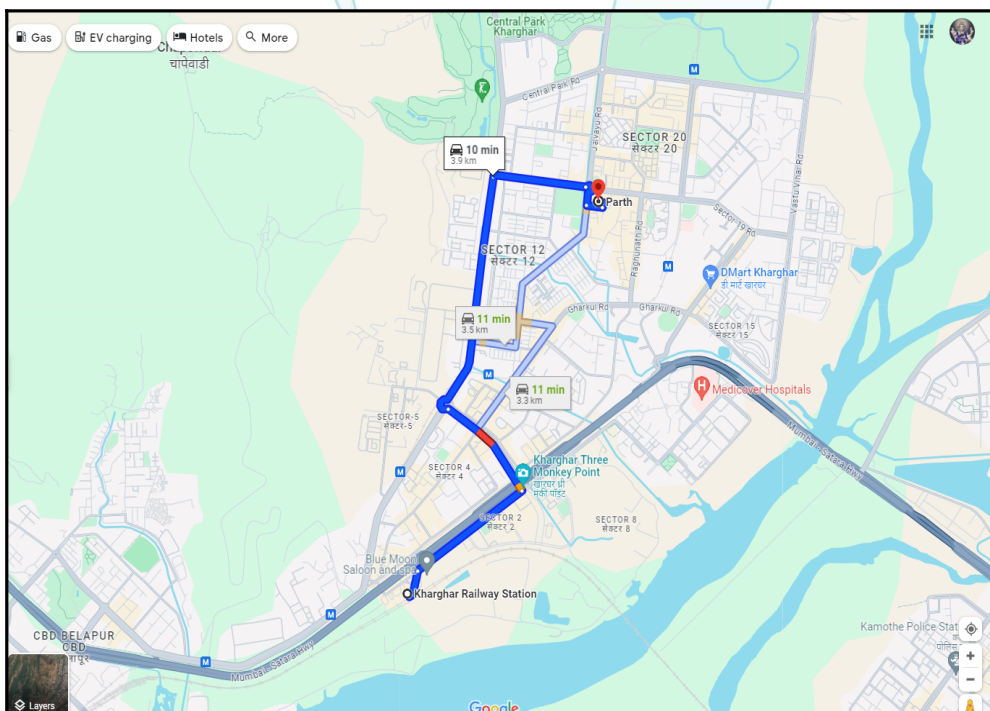 Gas
EV charging
Hotels
More
चापेवाडी
Central Park
Kharghar
Central Park Rd
Jalvayu Rd
SECTOR 20
सेक्टर 20
10 min
3.9 km
Parth
Sector-19 Rd
Vastu Vihar Rd
Raghunath Rd
SECTOR 12
सेक्टर 12
DMart Kharghar
डी मार्ट खारघर
Gharkul Rd
Gharkul Rd
11 min
3.5 km
SECTOR 15
सेक्टर 15
11 min
3.3 km
Medicover Hospitals
SECTOR-5
सेक्टर-5
Mumbai - Satara Hwy
Kharghar Three
Monkey Point
खारघर थ्री
मंकी पॉइंट
SECTOR 4
सेक्टर 4
SECTOR 2
सेक्टर 2
SECTOR 8
सेक्टर 8
Blue Moon
Saloon and spa
Kharghar Railway Station
CBD BELAPUR
CBD
Mumbai - Satara Hwy
Kamothe Police
Layers
Google